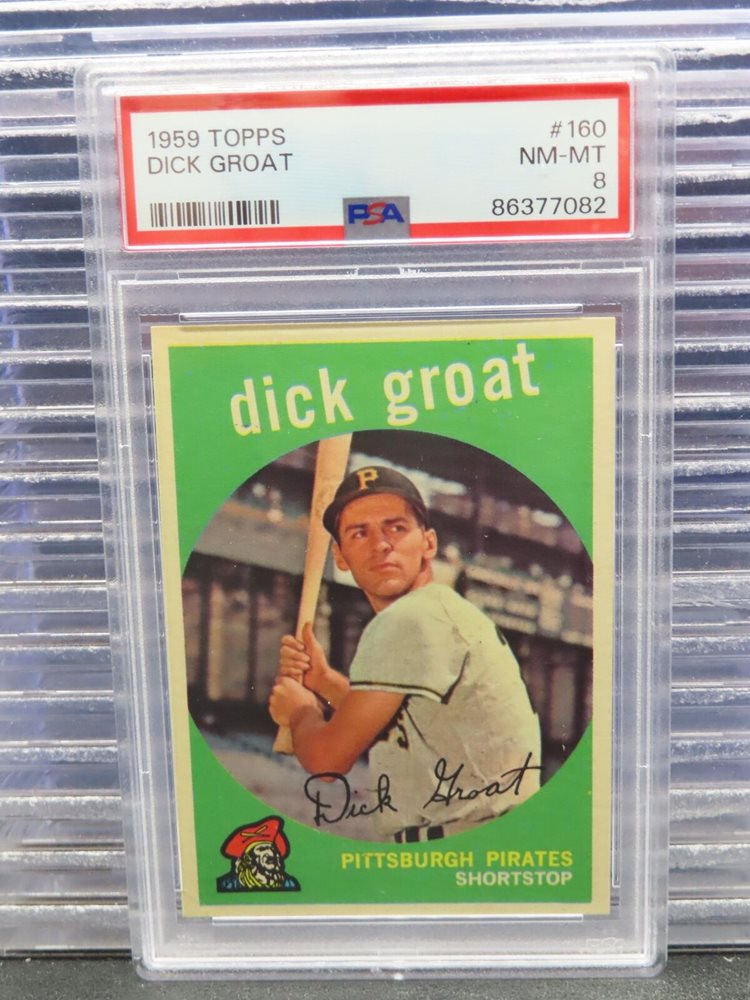 1959 TOPPS #160
DICK GROAT NM-MT
8
PSA 86377082
dick groat
P
Dick Groat
PITTSBURGH PIRATES
SHORTSTOP